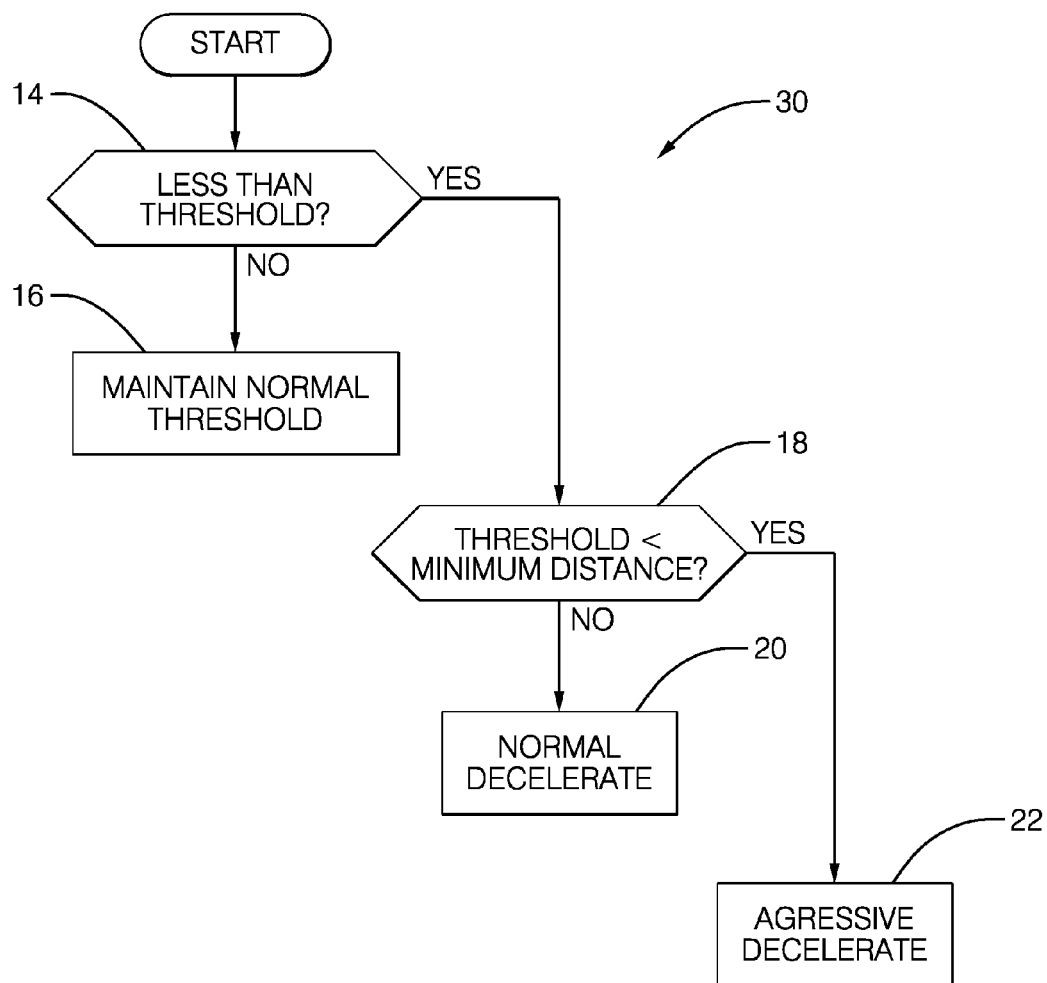 START
14
30
LESS THAN
THRESHOLD?
YES
NO
16
MAINTAIN NORMAL
THRESHOLD
18
THRESHOLD <
MINIMUM DISTANCE?
YES
NO
20
NORMAL
DECELERATE
22
AGRESSIVE
DECELERATE